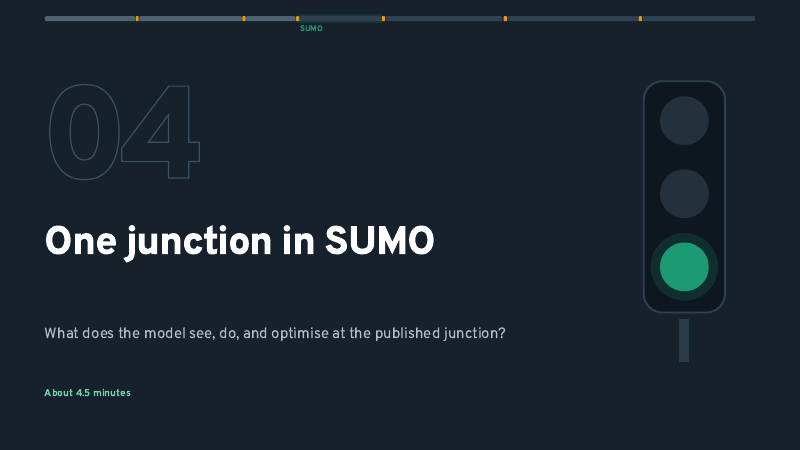 SUMO
04
One junction in SUMO
What does the model see, do, and optimise at the published junction?
About 4.5 minutes